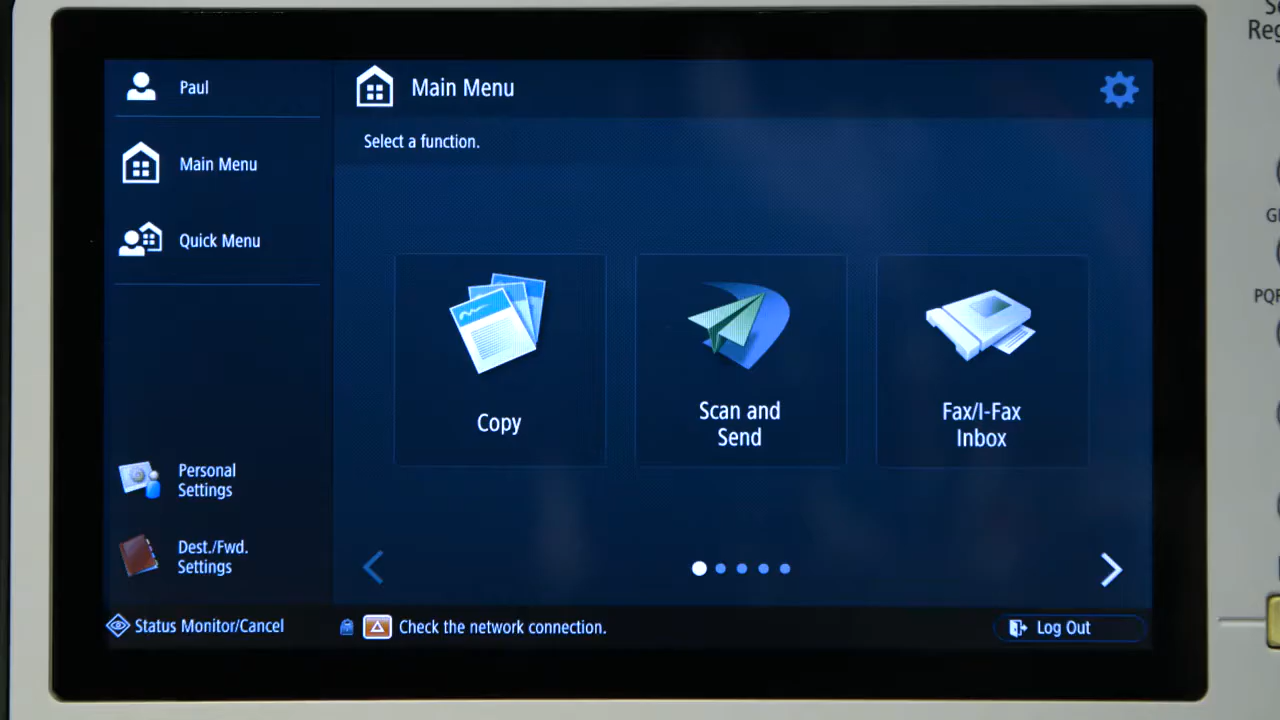 Paul
Main Menu
Quick Menu
Personal
Settings
Dest./Fwd.
Settings
Main Menu
Select a function.
Copy
Scan and
Send
Fax/I-Fax
Inbox
Status Monitor/Cancel
Check the network connection.
Log Out